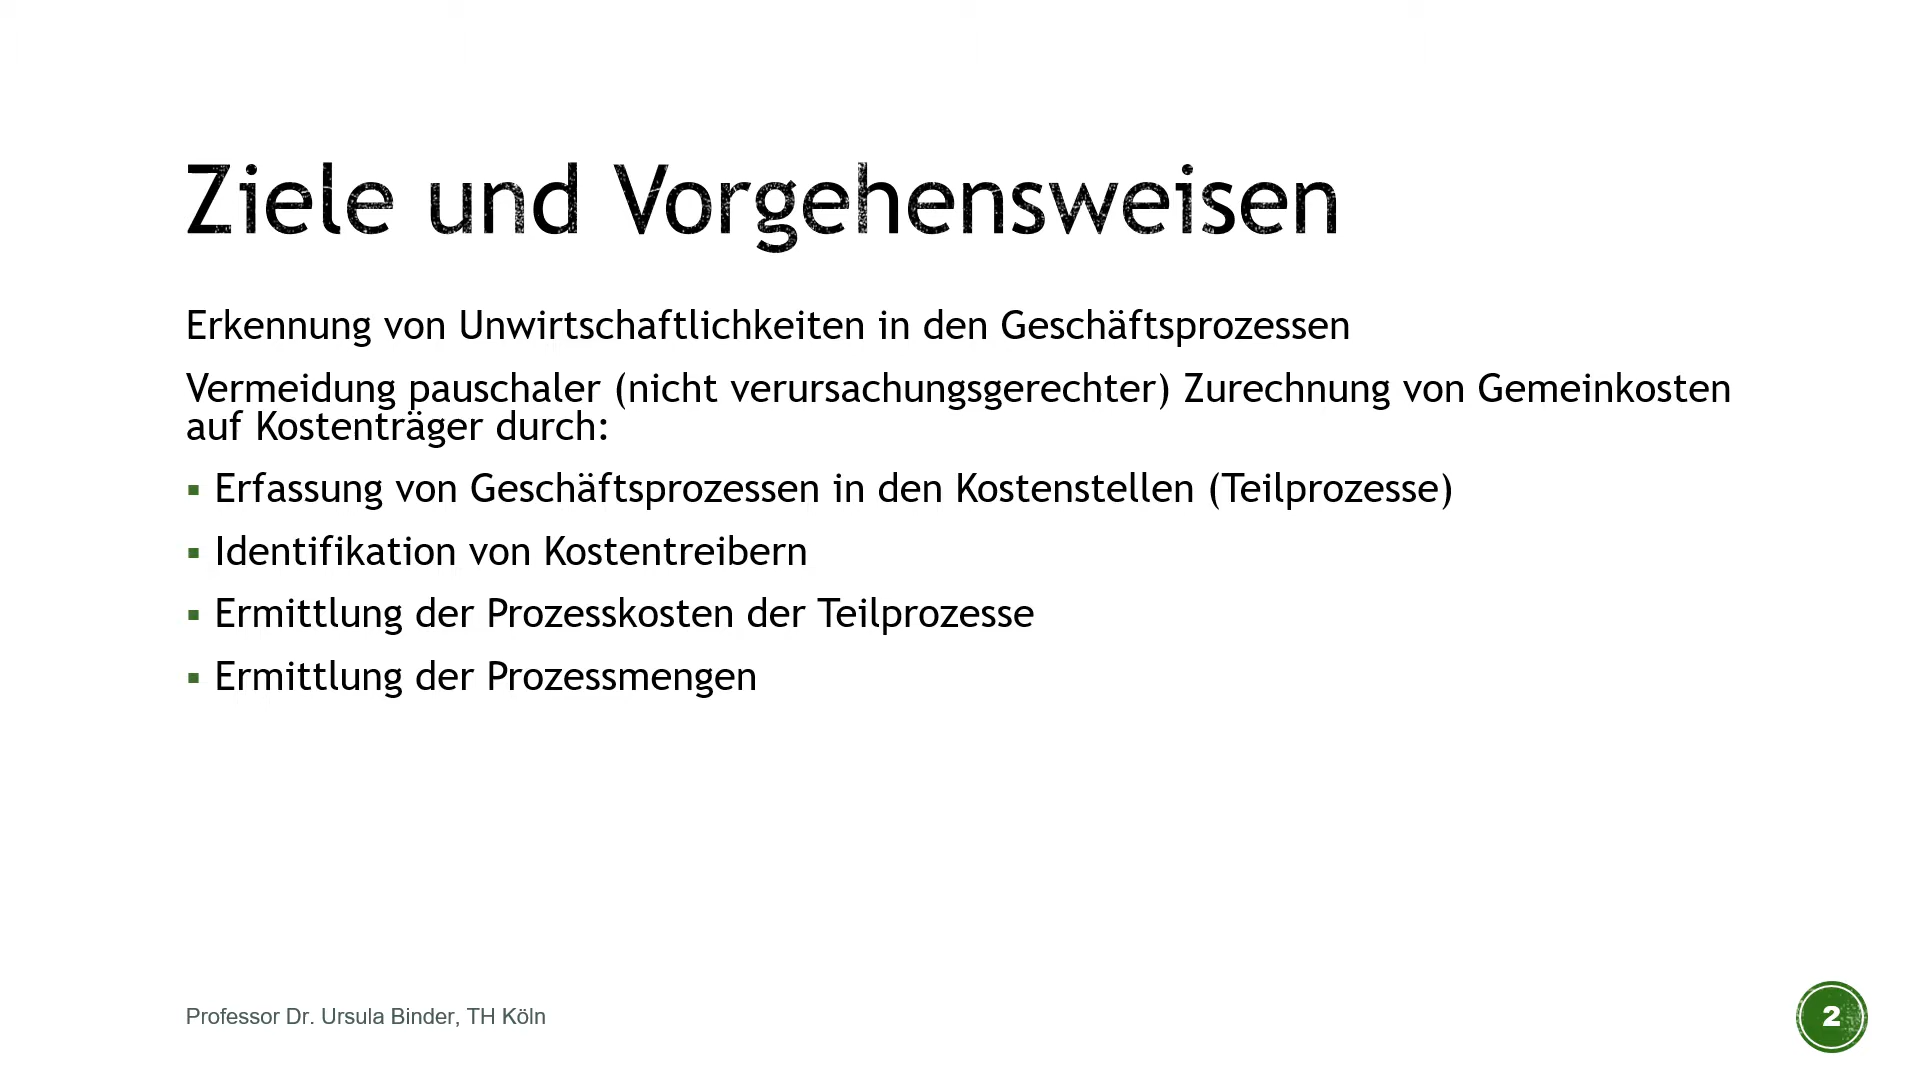 Ziele und Vorgehensweisen
Erkennung von Unwirtschaftlichkeiten in den Geschäftsprozessen
Vermeidung pauschaler (nicht verursachungsgerechter) Zurechnung von Gemeinkosten
auf Kostenträger durch:
▪ Erfassung von Geschäftsprozessen in den Kostenstellen (Teilprozesse)
▪ Identifikation von Kostentreibern
▪ Ermittlung der Prozesskosten der Teilprozesse
▪ Ermittlung der Prozessmengen
Professor Dr. Ursula Binder, TH Köln
2